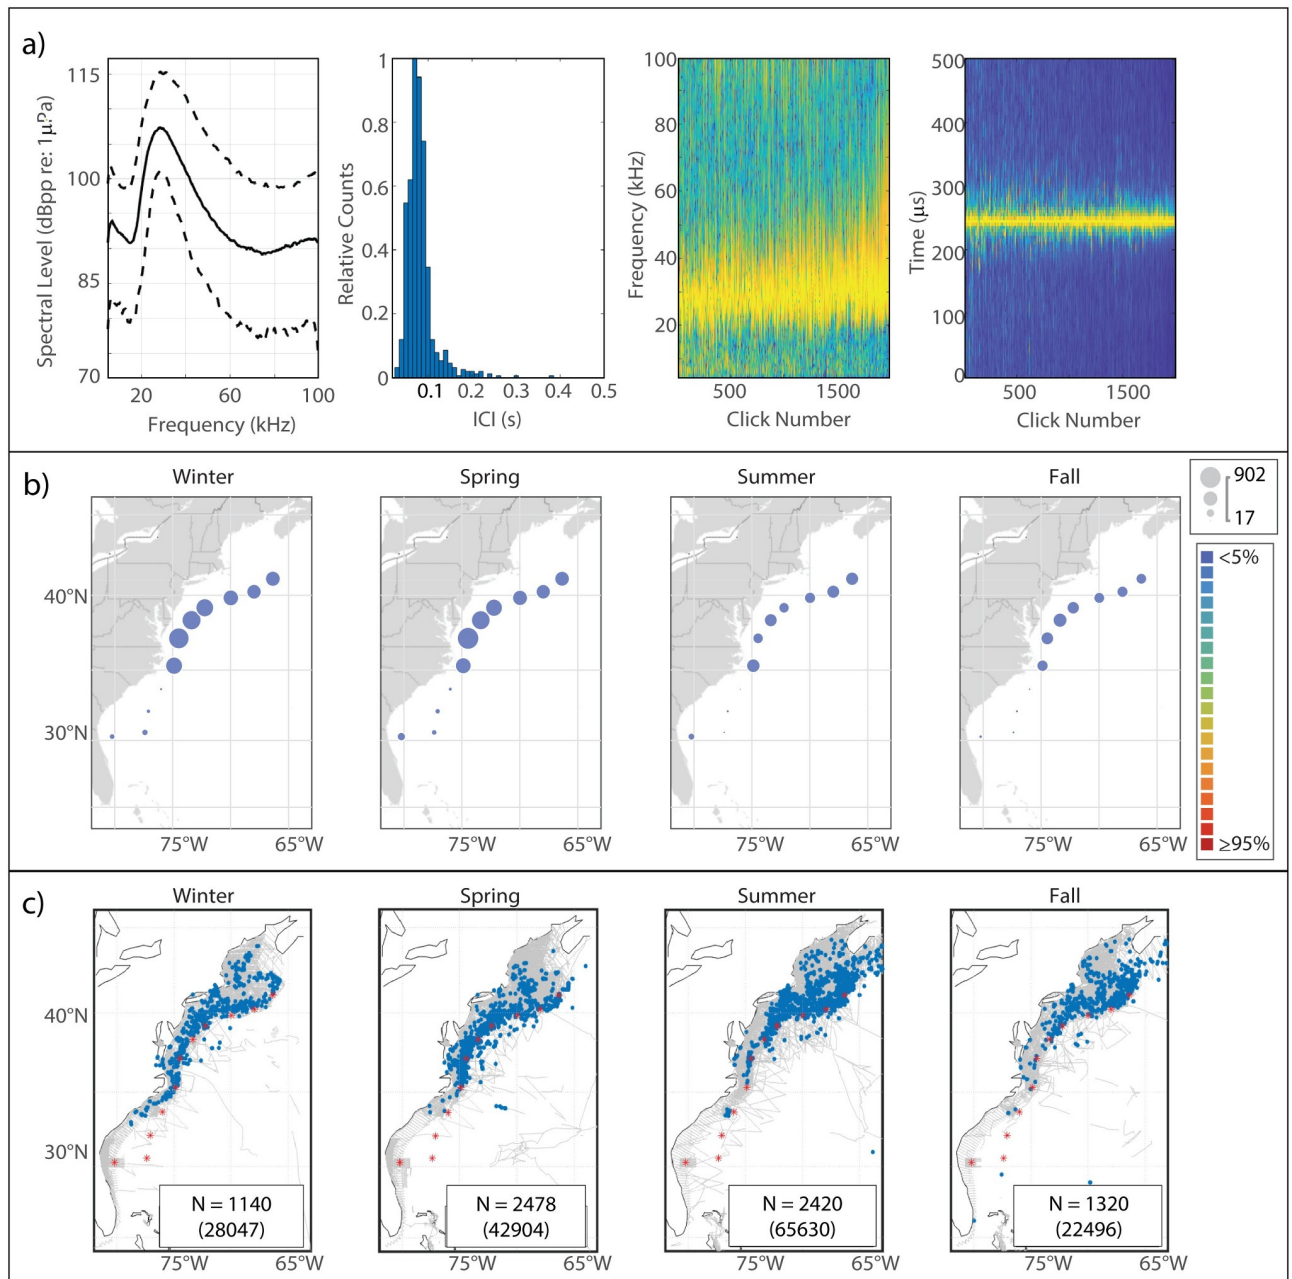 a)
Spectral Level (dBpp re: 1µPa)
115
100
85
70
20 60 100
Frequency (kHz)
Relative Counts
1
0.8
0.6
0.4
0.2
0
0.1 0.2 0.3 0.4 0.5
ICI (s)
Frequency (kHz)
100
80
60
40
20
500 1500
Click Number
Time (µs)
500
400
300
200
100
0
500 1500
Click Number
b)
Winter Spring Summer Fall
902
17
<5%
≥95%
40°N
30°N
75°W 65°W 75°W 65°W 75°W 65°W 75°W 65°W
c)
Winter Spring Summer Fall
40°N
30°N
N = 1140
(28047)
N = 2478
(42904)
N = 2420
(65630)
N = 1320
(22496)
75°W 65°W 75°W 65°W 75°W 65°W 75°W 65°W